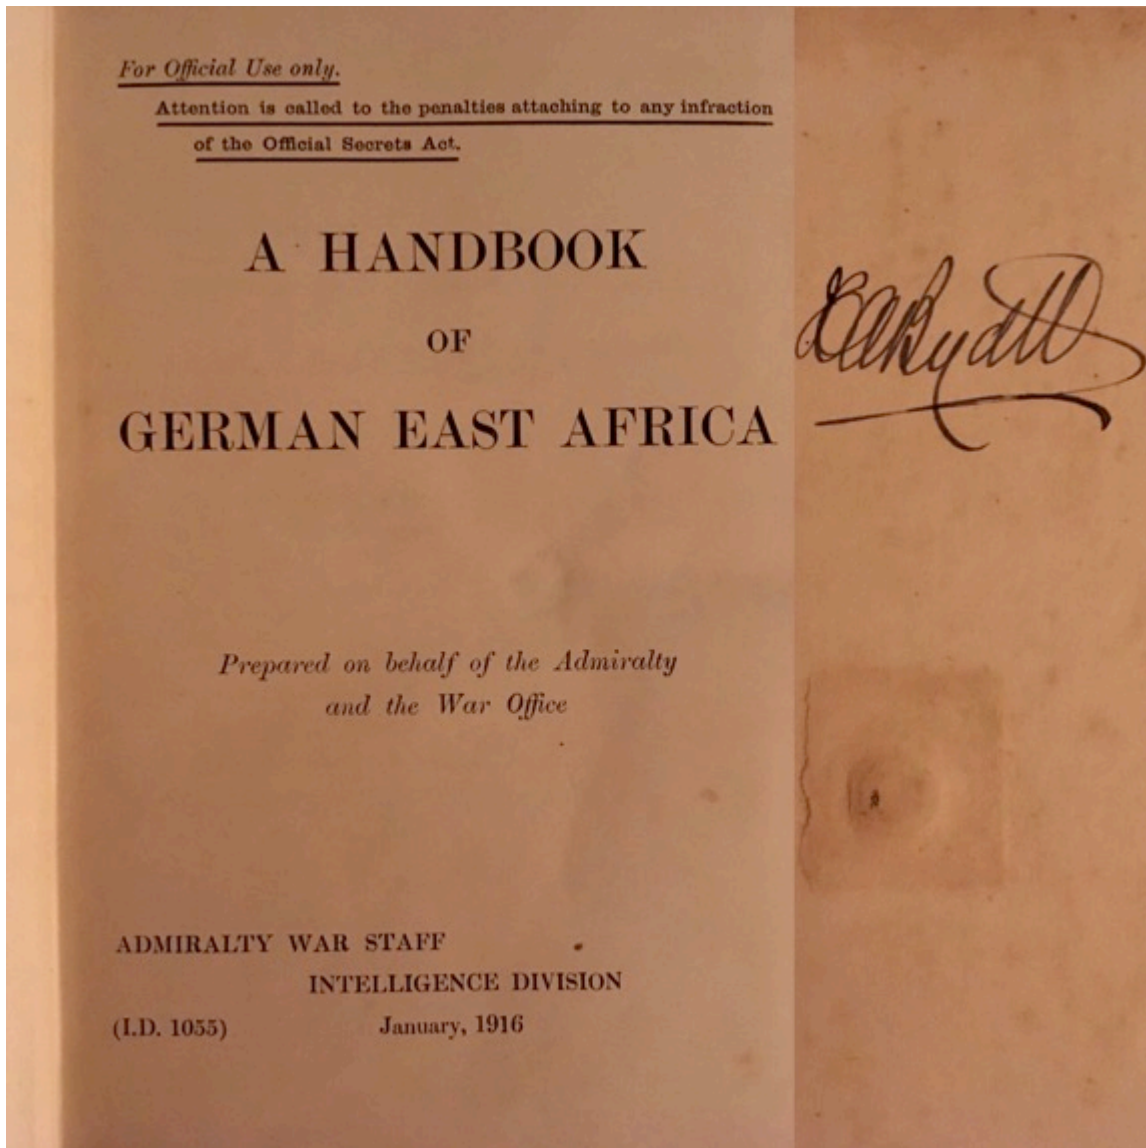 For Official Use only.
Attention is called to the penalties attaching to any infraction
of the Official Secrets Act.
A HANDBOOK
OF
GERMAN EAST AFRICA
Prepared on behalf of the Admiralty
and the War Office
ADMIRALTY WAR STAFF
INTELLIGENCE DIVISION
(I.D. 1055) January, 1916